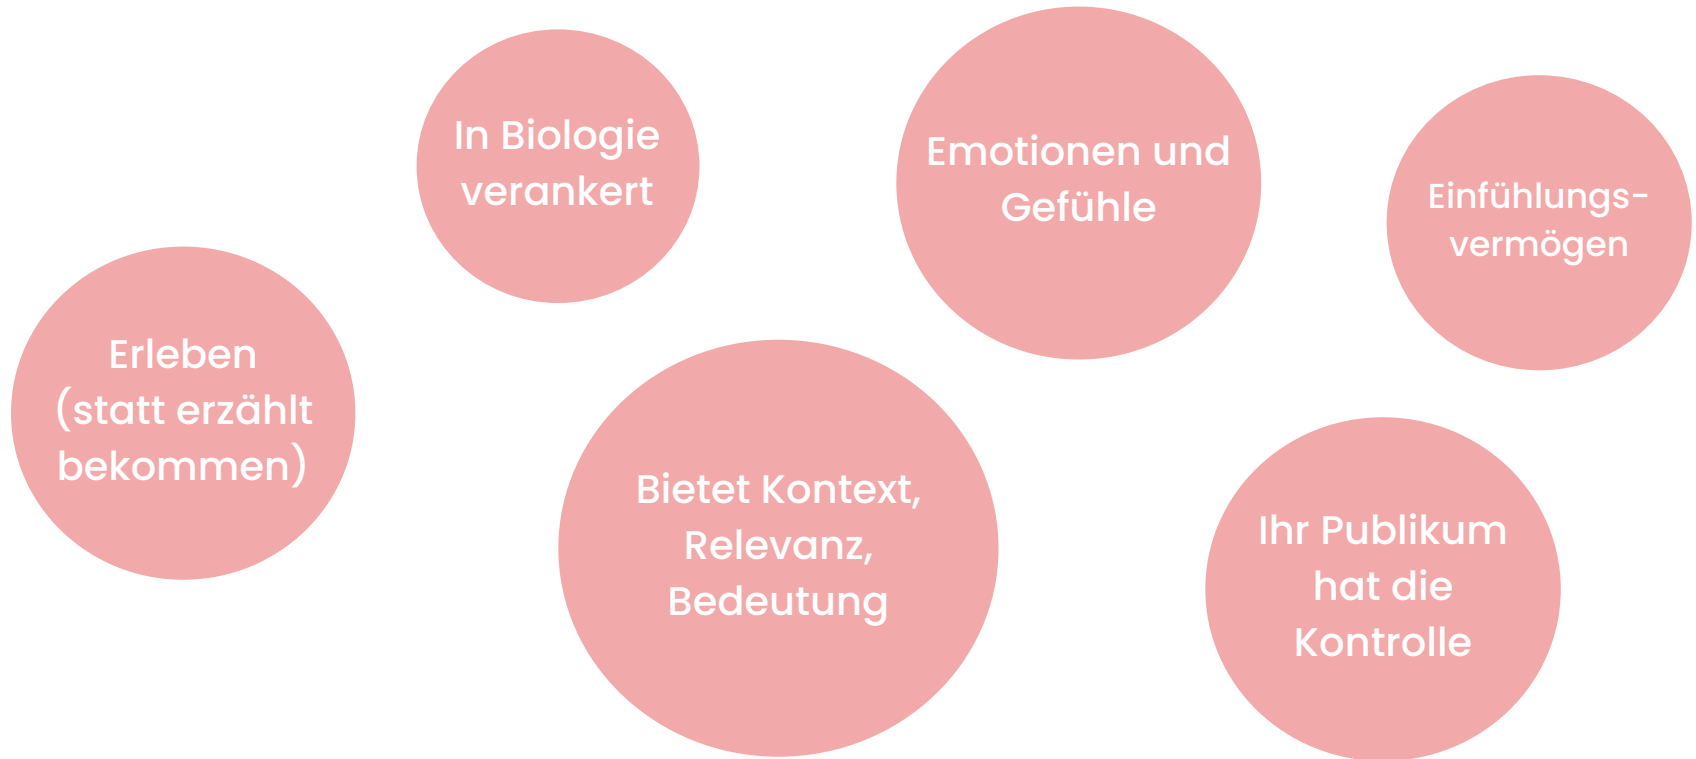 In Biologie
verankert
Emotionen und
Gefühle
Einfühlungs-
vermögen
Erleben
(statt erzählt
bekommen)
Bietet Kontext,
Relevanz,
Bedeutung
Ihr Publikum
hat die
Kontrolle